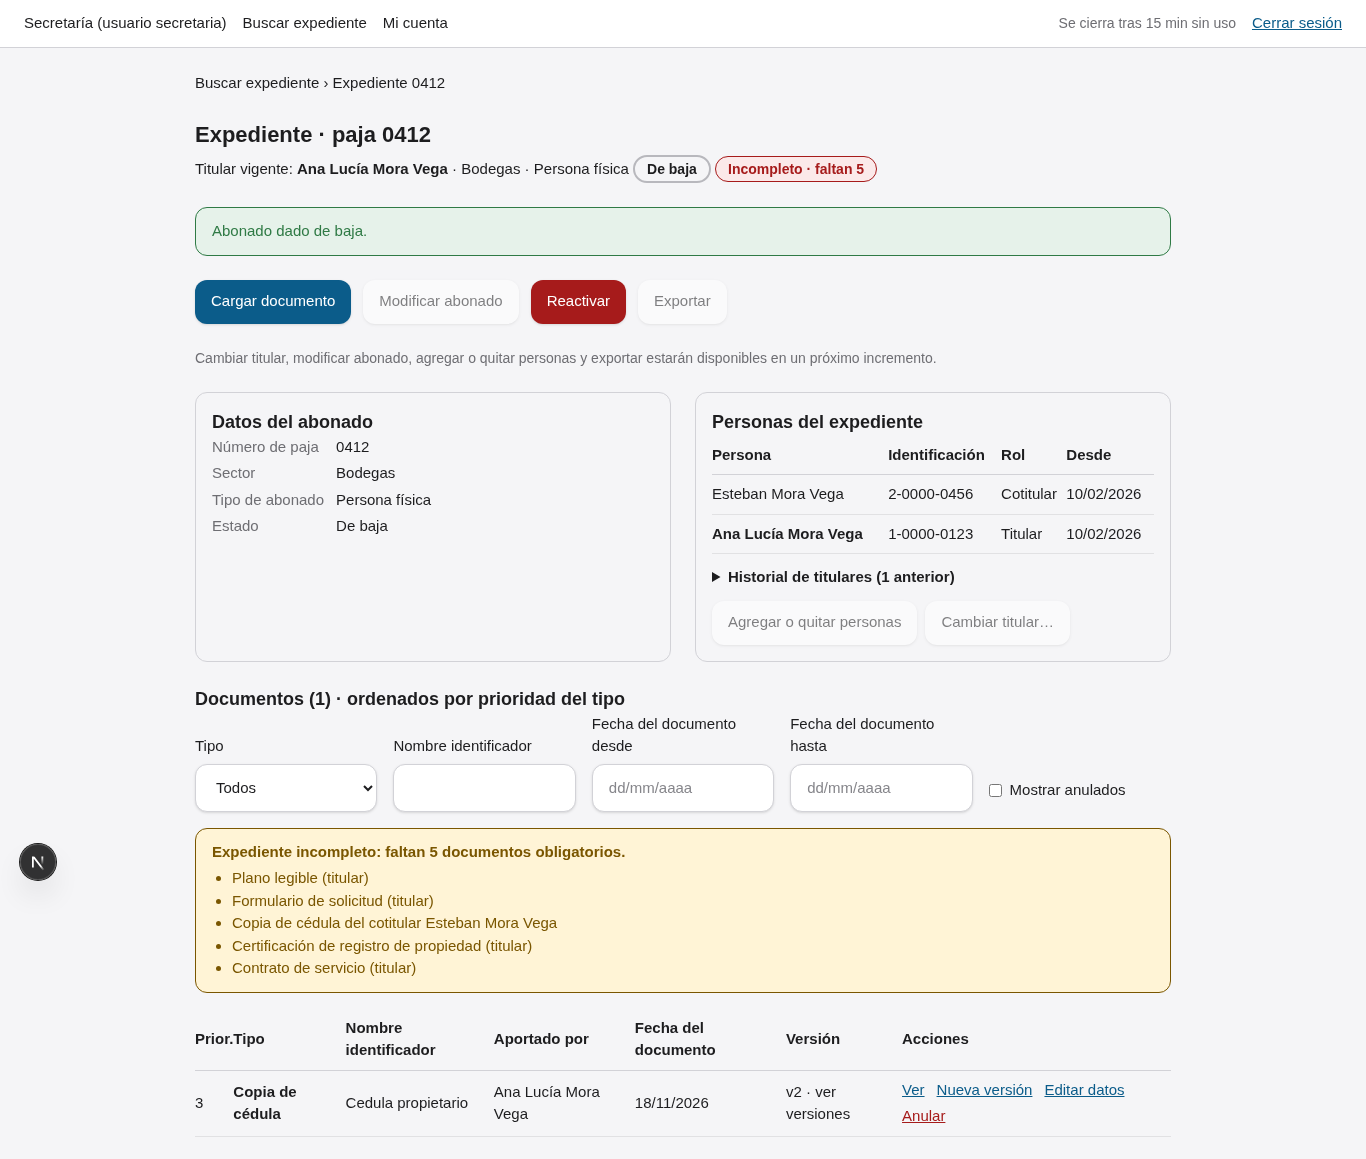 Secretaría (usuario secretaria) Buscar expediente Mi cuenta Se cierra tras 15 min sin uso Cerrar sesión
Buscar expediente › Expediente 0412
Expediente · paja 0412
Titular vigente: Ana Lucía Mora Vega · Bodegas · Persona física De baja Incompleto · faltan 5
Abonado dado de baja.
Cargar documento Modificar abonado Reactivar Exportar
Cambiar titular, modificar abonado, agregar o quitar personas y exportar estarán disponibles en un próximo incremento.
Datos del abonado
Número de paja 0412
Sector Bodegas
Tipo de abonado Persona física
Estado De baja
Personas del expediente
Persona Identificación Rol Desde
Esteban Mora Vega 2-0000-0456 Cotitular 10/02/2026
Ana Lucía Mora Vega 1-0000-0123 Titular 10/02/2026
Historial de titulares (1 anterior)
Agregar o quitar personas Cambiar titular…
Documentos (1) · ordenados por prioridad del tipo
Tipo
Todos
Nombre identificador
Fecha del documento
desde
dd/mm/aaaa
Fecha del documento
hasta
dd/mm/aaaa
Mostrar anulados
N
Expediente incompleto: faltan 5 documentos obligatorios.
Plano legible (titular)
Formulario de solicitud (titular)
Copia de cédula del cotitular Esteban Mora Vega
Certificación de registro de propiedad (titular)
Contrato de servicio (titular)
Prior. Tipo Nombre identificador Aportado por Fecha del documento Versión Acciones
3 Copia de cédula Cedula propietario Ana Lucía Mora Vega 18/11/2026 v2 · ver versiones Ver Nueva versión Editar datos
Anular